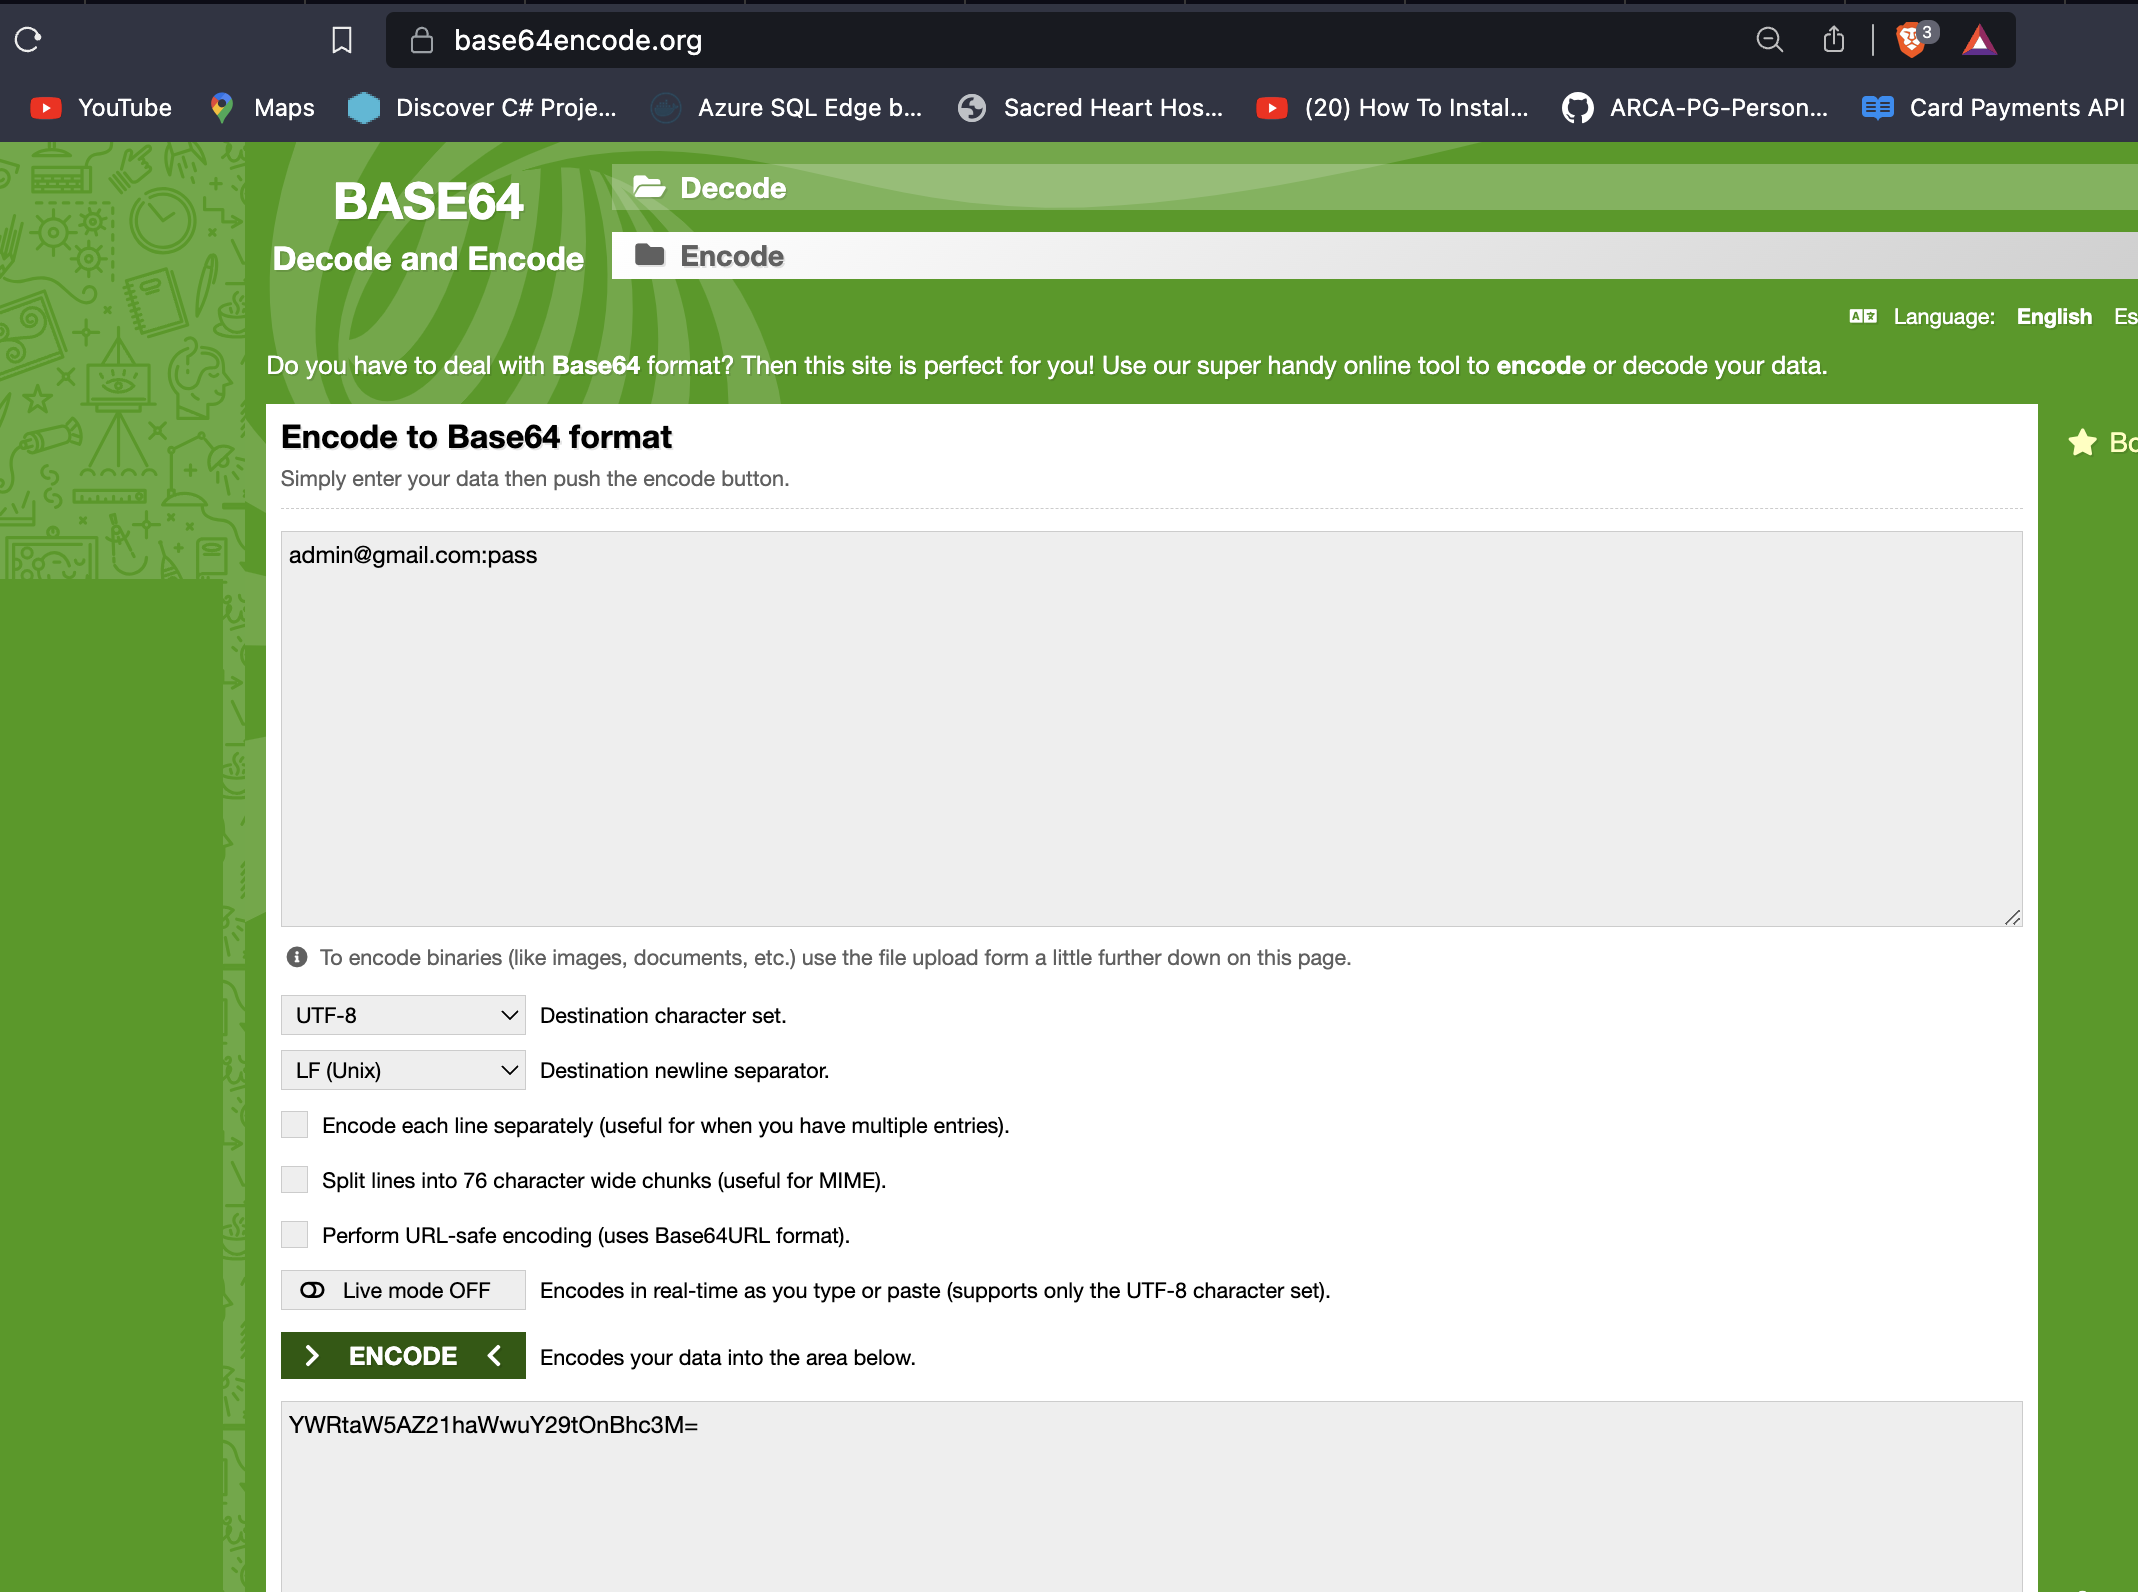 base64encode.org
3
YouTube
Maps
Discover C# Proje...
Azure SQL Edge b...
Sacred Heart Hos...
(20) How To Instal...
ARCA-PG-Person...
Card Payments API
BASE64
Decode and Encode
Decode
Encode
Language: English Es
Do you have to deal with Base64 format? Then this site is perfect for you! Use our super handy online tool to encode or decode your data.
Encode to Base64 format
Bo
Simply enter your data then push the encode button.
admin@gmail.com:pass
To encode binaries (like images, documents, etc.) use the file upload form a little further down on this page.
UTF-8 Destination character set.
LF (Unix) Destination newline separator.
Encode each line separately (useful for when you have multiple entries).
Split lines into 76 character wide chunks (useful for MIME).
Perform URL-safe encoding (uses Base64URL format).
Live mode OFF Encodes in real-time as you type or paste (supports only the UTF-8 character set).
> ENCODE < Encodes your data into the area below.
YWRtaW5AZ21haWwuY29tOnBhc3M=